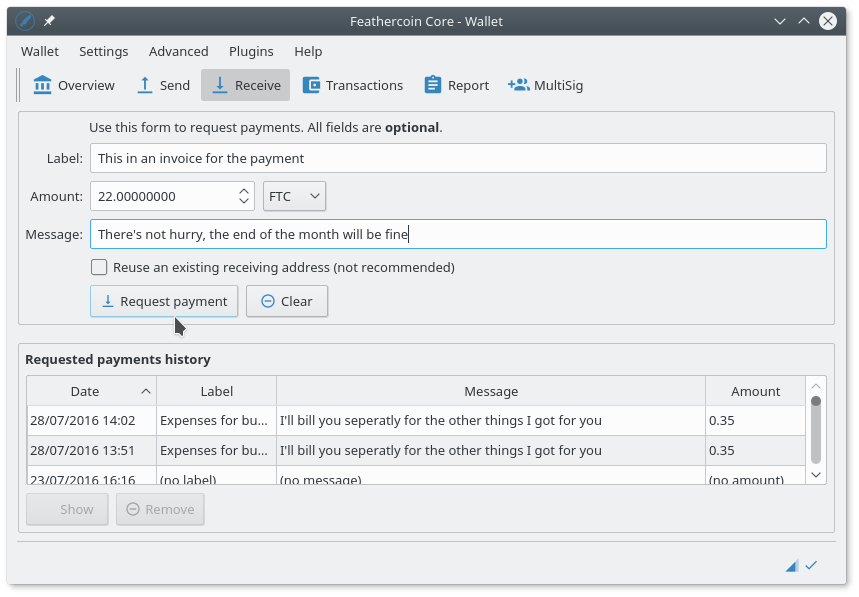 Feathercoin Core - Wallet
Wallet Settings Advanced Plugins Help
Overview Send Receive Transactions Report MultiSig
Use this form to request payments. All fields are optional.
Label: This in an invoice for the payment
Amount: 22.00000000 FTC
Message: There's not hurry, the end of the month will be fine
Reuse an existing receiving address (not recommended)
Request payment Clear
Requested payments history
Date Label Message Amount
28/07/2016 14:02 Expenses for bu... I'll bill you seperatly for the other things I got for you 0.35
28/07/2016 13:51 Expenses for bu... I'll bill you seperatly for the other things I got for you 0.35
23/07/2016 16:16 (no label) (no message) (no amount)
Show Remove